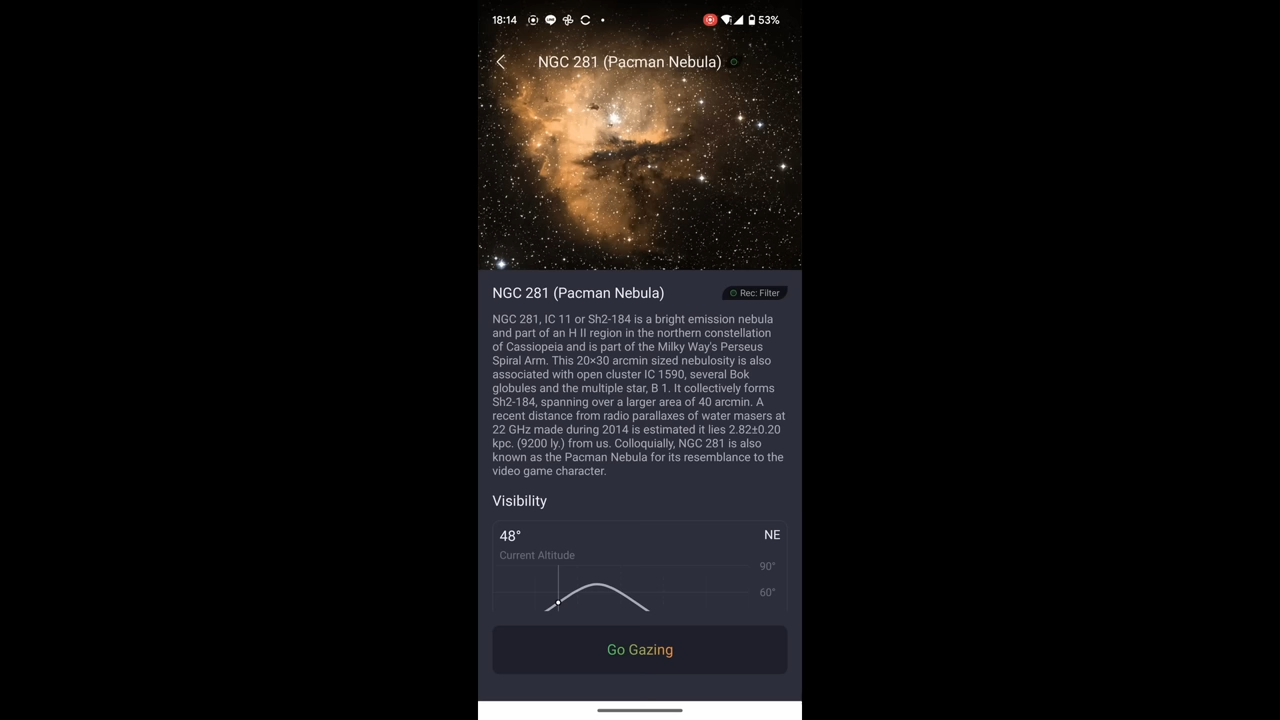 18:14 53%
NGC 281 (Pacman Nebula)
NGC 281 (Pacman Nebula) Rec: Filter
NGC 281, IC 11 or Sh2-184 is a bright emission nebula
and part of an H II region in the northern constellation
of Cassiopeia and is part of the Milky Way's Perseus
Spiral Arm. This 20×30 arcmin sized nebulosity is also
associated with open cluster IC 1590, several Bok
globules and the multiple star, B 1. It collectively forms
Sh2-184, spanning over a larger area of 40 arcmin. A
recent distance from radio parallaxes of water masers at
22 GHz made during 2014 is estimated it lies 2.82±0.20
kpc. (9200 ly.) from us. Colloquially, NGC 281 is also
known as the Pacman Nebula for its resemblance to the
video game character.
Visibility
48° NE
Current Altitude
90°
60°
Go Gazing